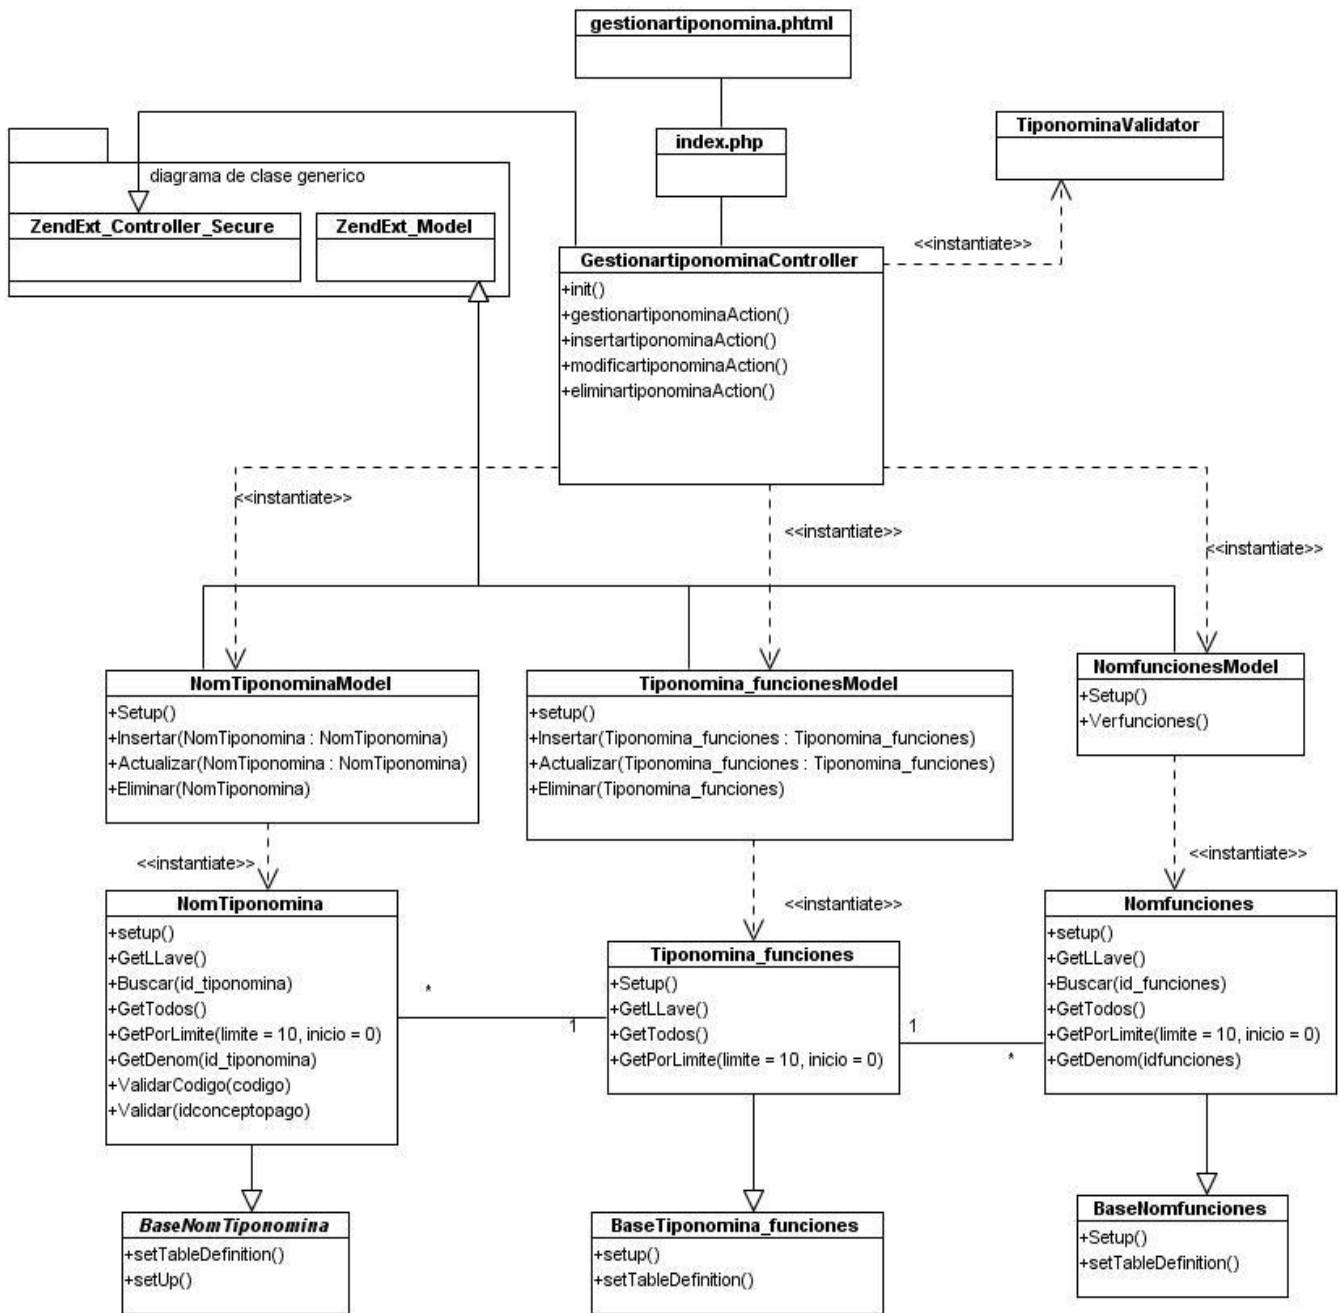 gestionartiponomina.phtml
index.php
TiponominaValidator
diagrama de clase generico
ZendExt_Controller_Secure
ZendExt_Model
<<instantiate>>
GestionartiponominaController
+init()
+gestionartiponominaAction()
+insertartiponominaAction()
+modificartiponominaAction()
+eliminartiponominaAction()
<<instantiate>>
<<instantiate>>
<<instantiate>>
NomTiponominaModel
+Setup()
+Insertar(NomTiponomina : NomTiponomina)
+Actualizar(NomTiponomina : NomTiponomina)
+Eliminar(NomTiponomina)
Tiponomina_funcionesModel
+setup()
+Insertar(Tiponomina_funciones : Tiponomina_funciones)
+Actualizar(Tiponomina_funciones : Tiponomina_funciones)
+Eliminar(Tiponomina_funciones)
NomfuncionesModel
+Setup()
+Verfunciones()
<<instantiate>>
<<instantiate>>
<<instantiate>>
NomTiponomina
+setup()
+GetLLave()
+Buscar(id_tiponomina)
+GetTodos()
+GetPorLimite(limite = 10, inicio = 0)
+GetDenom(id_tiponomina)
+ValidarCodigo(codigo)
+Validar(idconceptopago)
*
1
Tiponomina_funciones
+Setup()
+GetLLave()
+GetTodos()
+GetPorLimite(limite = 10, inicio = 0)
1
*
Nomfunciones
+setup()
+GetLLave()
+Buscar(id_funciones)
+GetTodos()
+GetPorLimite(limite = 10, inicio = 0)
+GetDenom(idfunciones)
BaseNomTiponomina
+setTableDefinition()
+setUp()
BaseTiponomina_funciones
+setup()
+setTableDefinition()
BaseNomfunciones
+Setup()
+setTableDefinition()